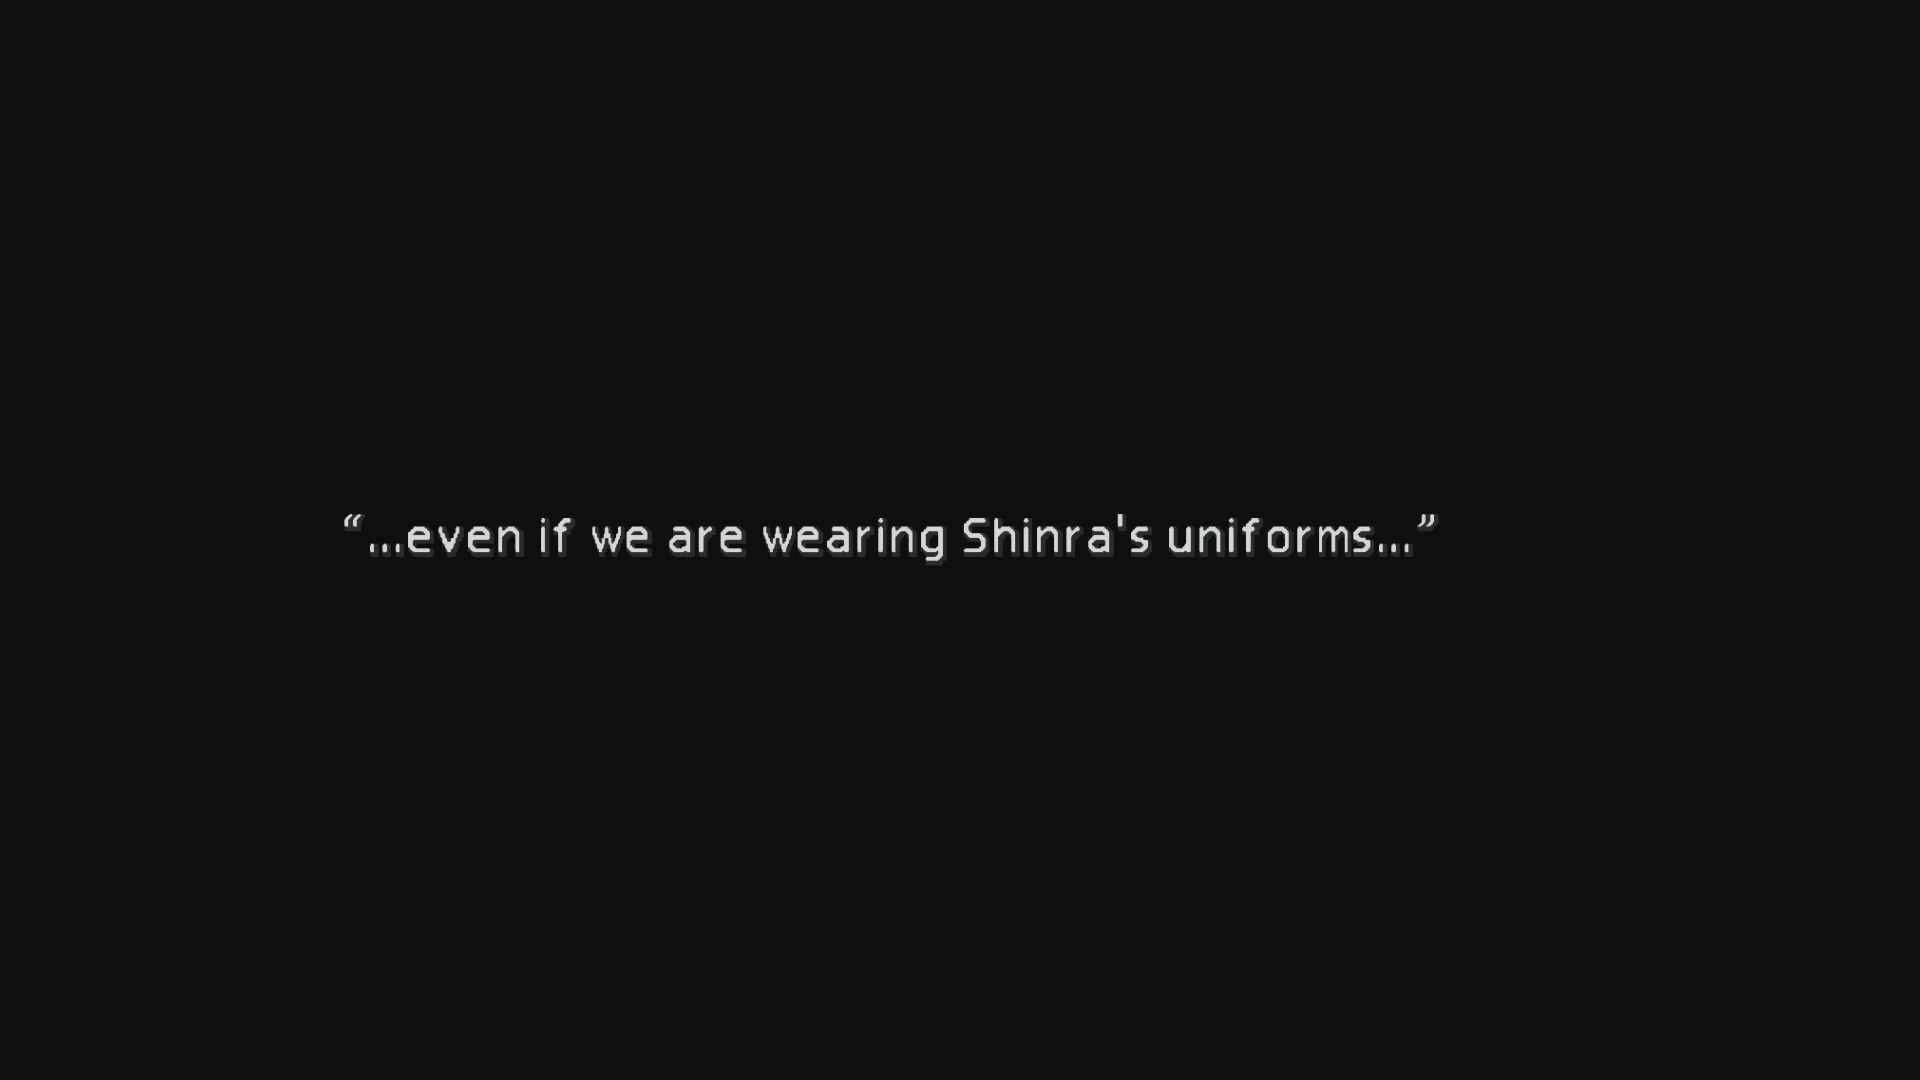 “...even if we are wearing Shinra's uniforms...”